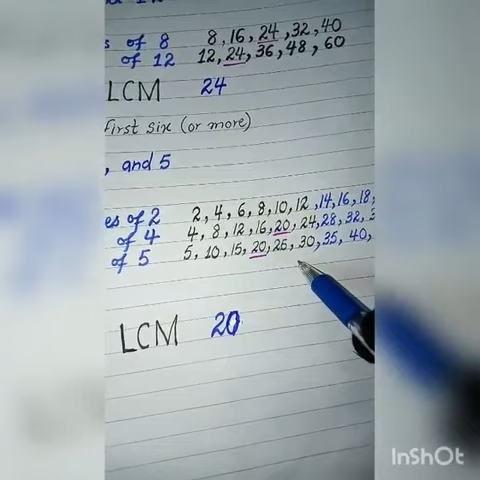 s of 8 8, 16, 24, 32, 40
of 12 12, 24, 36, 48, 60
LCM 24
First six (or more)
, and 5
es of 2 2, 4, 6, 8, 10, 12, 14, 16, 18,
of 4 4, 8, 12, 16, 20, 24, 28, 32, 3
of 5 5, 10, 15, 20, 25, 30, 35, 40,
LCM 20
InShOt